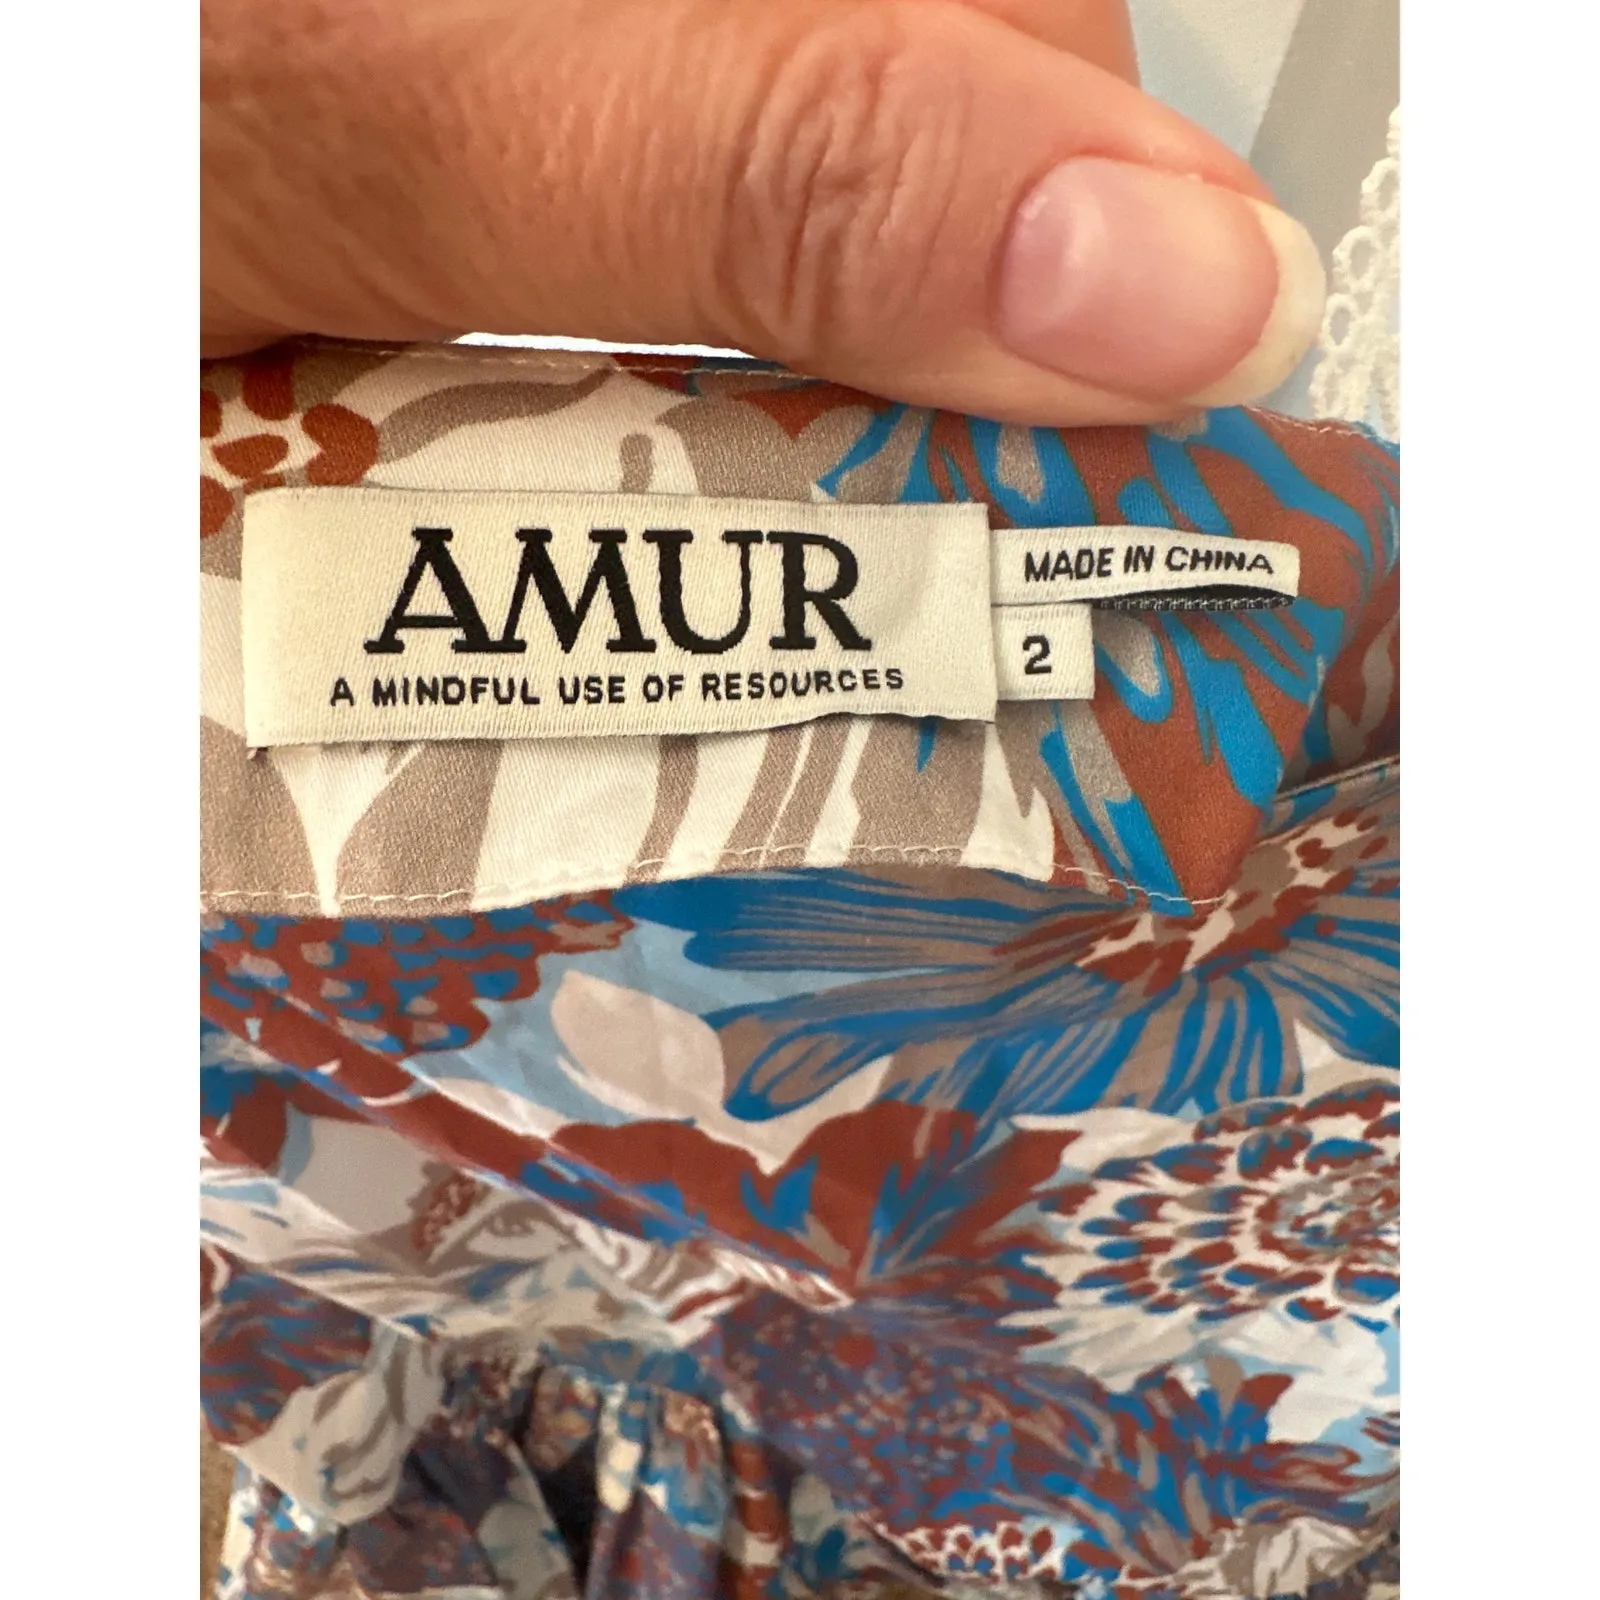 AMUR
A MINDFUL USE OF RESOURCES
MADE IN CHINA
2